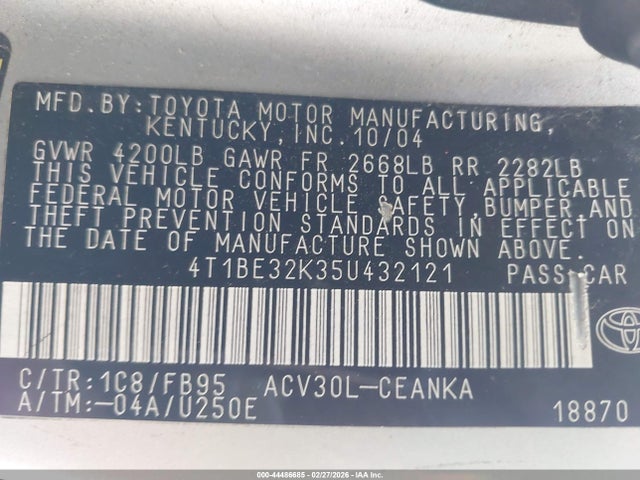 MFD.BY:TOYOTA MOTOR MANUFACTURING,
KENTUCKY,INC.10/04
GVWR 4200LB GAWR FR 2668LB RR 2282LB
THIS VEHICLE CONFORMS TO ALL APPLICABLE
FEDERAL MOTOR VEHICLE SAFETY,BUMPER,AND
THEFT PREVENTION STANDARDS IN EFFECT ON
THE DATE OF MANUFACTURE SHOWN ABOVE.
4T1BE32K35U432121 PASS.CAR
C/TR:1C8/FB95 ACV30L-CEANKA
A/TM:-04A/U250E 18870
000-44486685 | 02/27/2026 - IAA Inc.